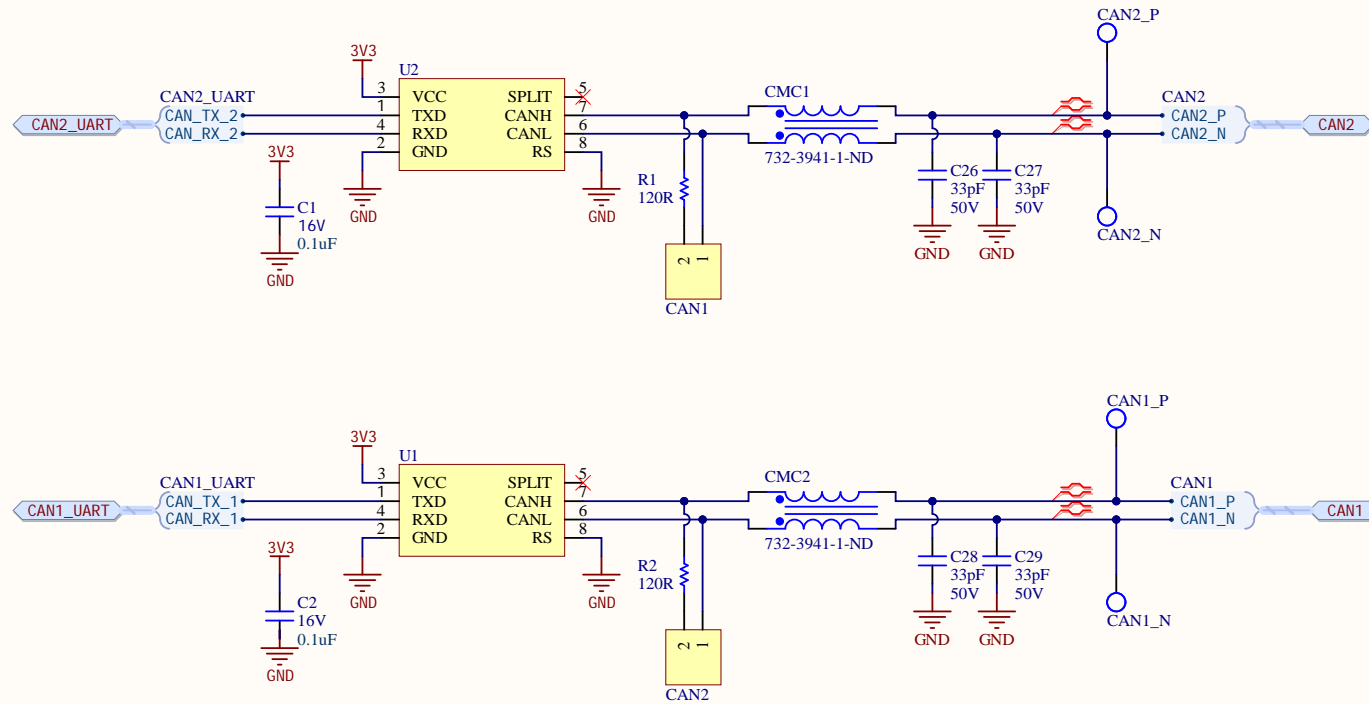 CAN2_P
3V3
U2
CMC1
CAN2_UART
3 VCC SPLIT 5
CAN2
CAN2_UART
CAN_TX_2
1 TXD CANH 7
CAN2_P
CAN2
CAN_RX_2
4 RXD CANL 6
CAN2_N
2 GND RS 8
732-3941-1-ND
3V3
R1
120R
C26
33pF
50V
C27
33pF
50V
GND
GND
C1
16V
0.1uF
CAN2_N
GND
GND
GND
2 1
CAN1
CAN1_P
3V3
U1
CMC2
CAN1_UART
3 VCC SPLIT 5
CAN1
CAN1_UART
CAN_TX_1
1 TXD CANH 7
CAN1_P
CAN1
CAN_RX_1
4 RXD CANL 6
CAN1_N
2 GND RS 8
732-3941-1-ND
3V3
R2
120R
C28
33pF
50V
C29
33pF
50V
GND
GND
C2
16V
0.1uF
CAN1_N
GND
GND
GND
2 1
CAN2